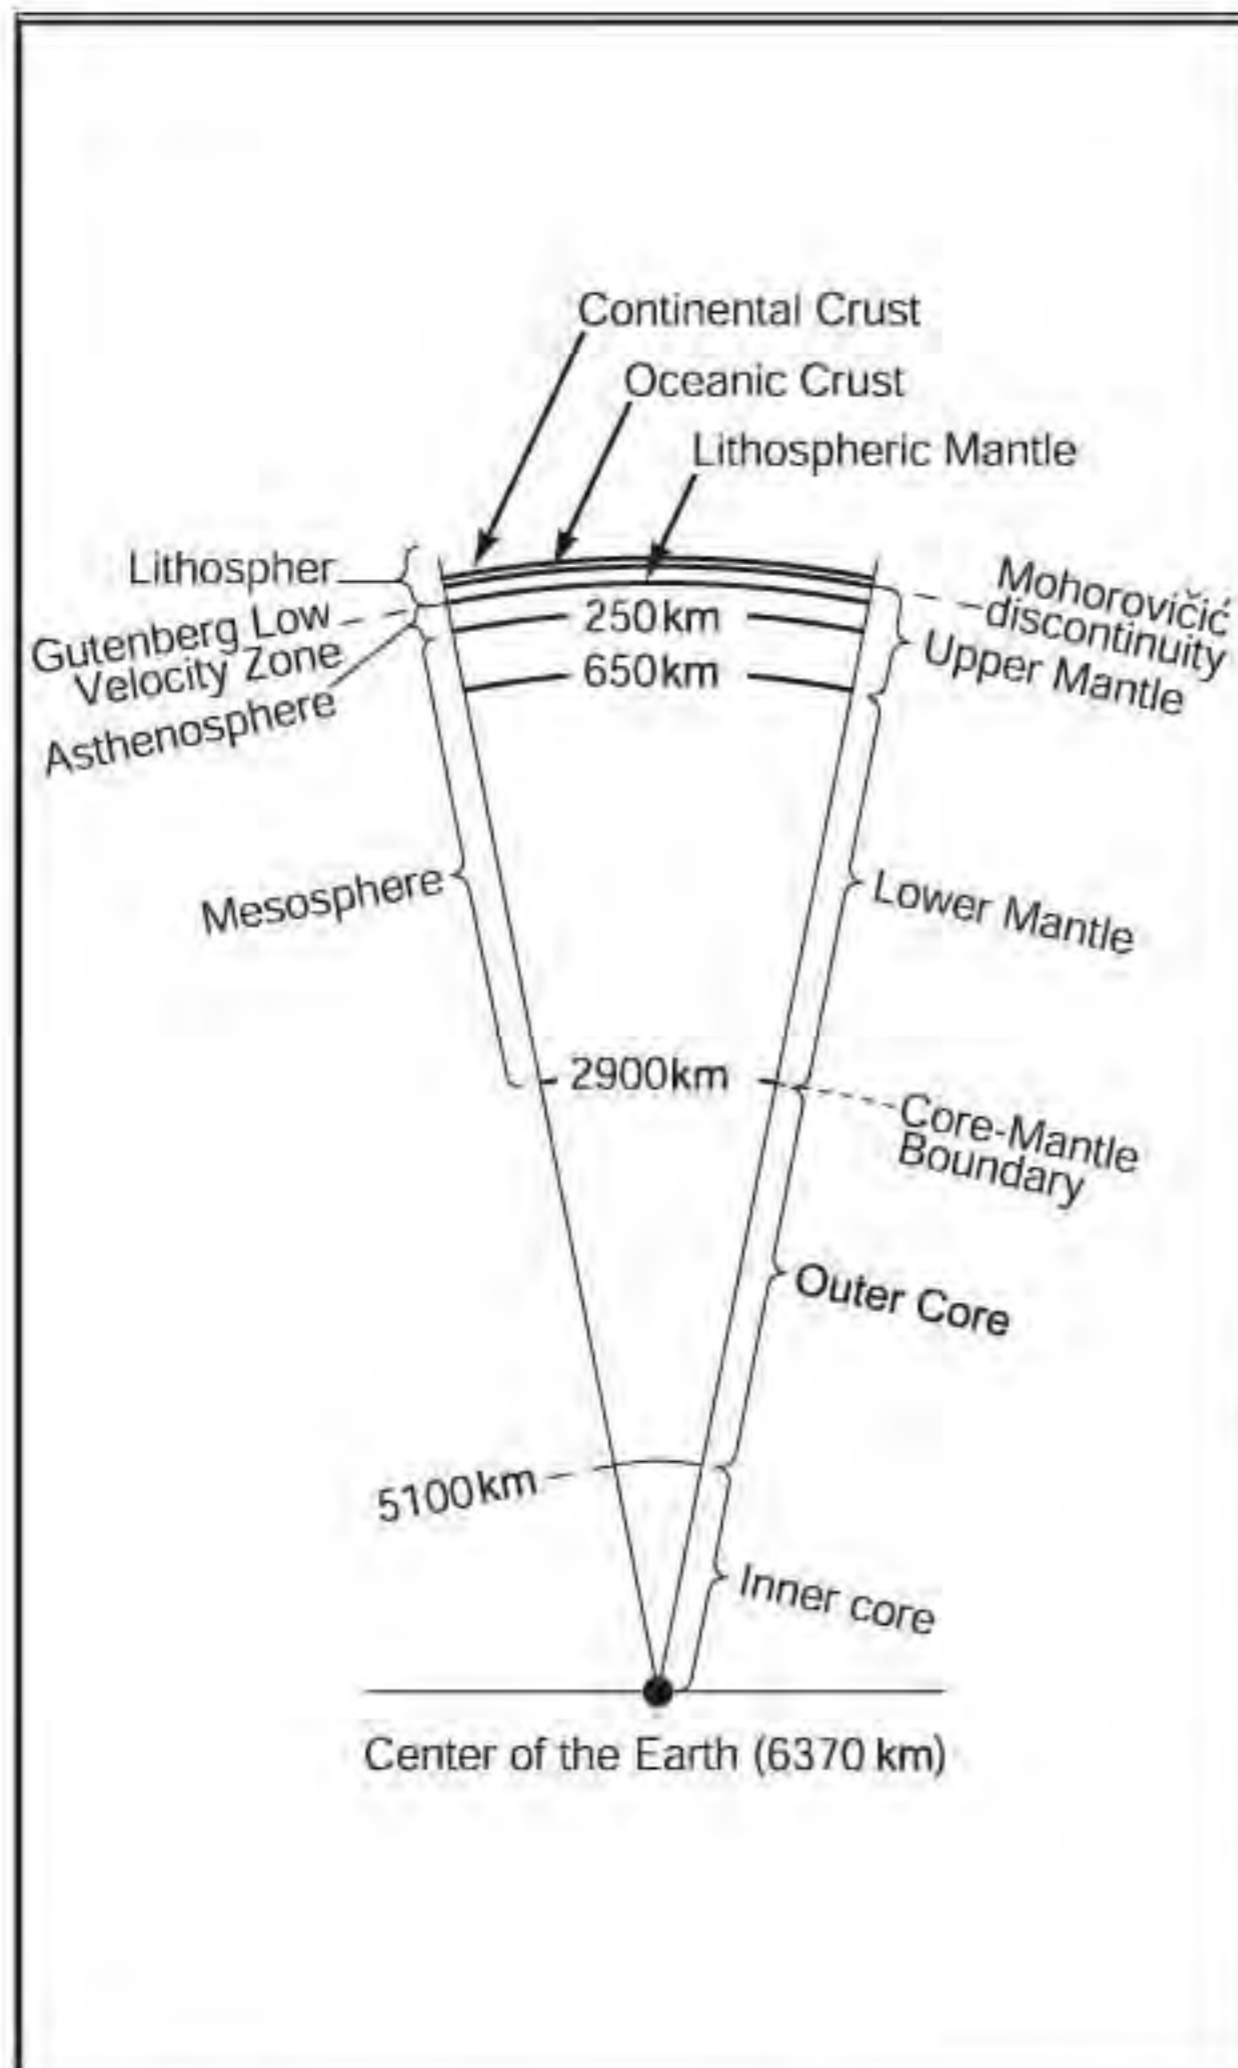 Continental Crust
Oceanic Crust
Lithospheric Mantle
Lithospher
Gutenberg Low
Velocity Zone
Asthenosphere
Mohorovičić
discontinuity
Upper Mantle
250km
650km
Mesosphere
Lower Mantle
2900km
Core-Mantle
Boundary
Outer Core
5100km
Inner core
Center of the Earth (6370 km)